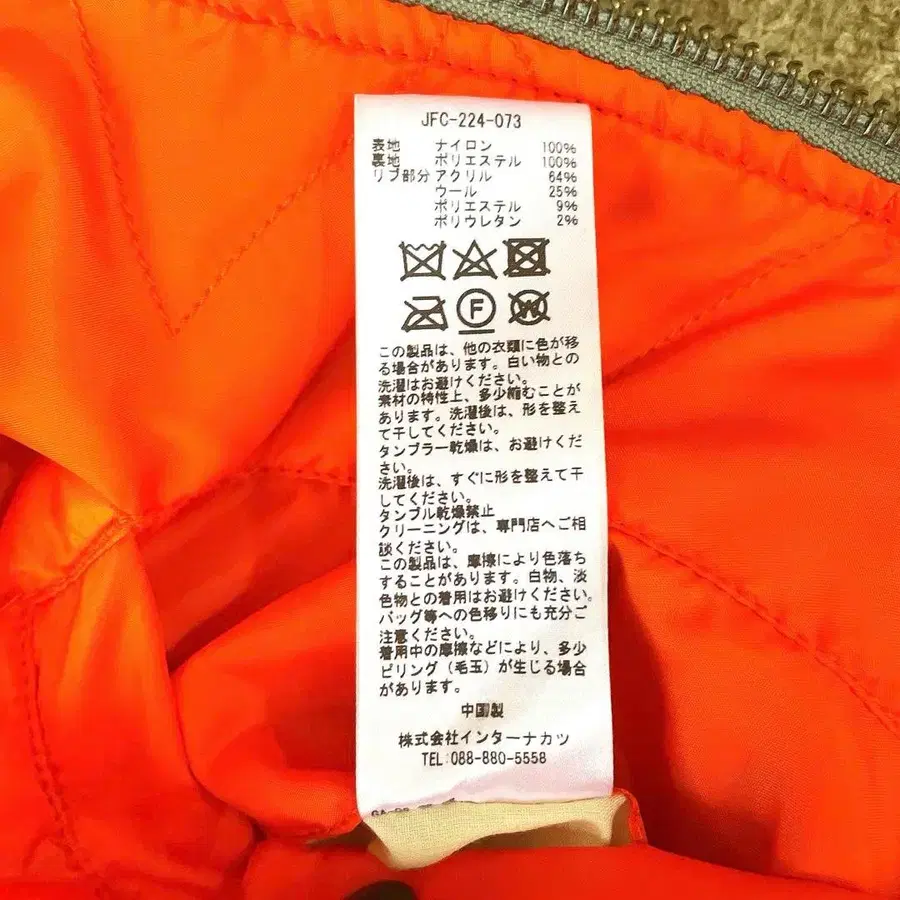 JFC-224-073
表地 ナイロン 100%
裏地 ポリエステル 100%
リブ部分 アクリル 64%
ウール 25%
ポリエステル 9%
ポリウレタン 2%
F W
この製品は、他の衣類に色が移
る場合があります。白い物との
洗濯はお避けください。
素材の特性上、多少縮むことが
あります。洗濯後は、形を整え
て干してください。
タンブラー乾燥は、お避けくだ
さい。
洗濯後は、すぐに形を整えて干
してください。
タンブル乾燥禁止
クリーニングは、専門店へご相
談ください。
この製品は、摩擦により色落ち
することがあります。白物、淡
色物との着用はお避けください。
バッグ等への色移りにも充分ご
注意ください。
着用中の摩擦などにより、多少
ピリング（毛玉）が生じる場合
があります。
中国製
株式会社インターナカツ
TEL:088-880-5558